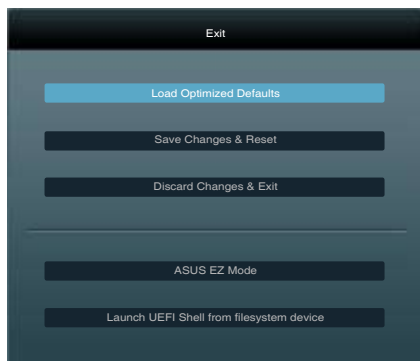 Exit
Load Optimized Defaults
Save Changes & Reset
Discard Changes & Exit
ASUS EZ Mode
Launch UEFI Shell from filesystem device